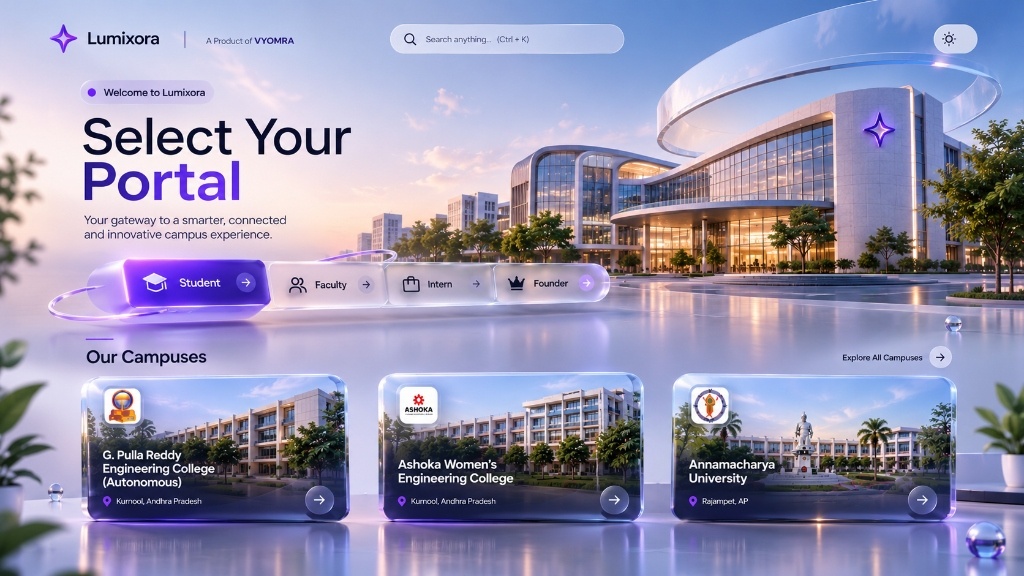 Lumixora
A Product of VYOMRA
Search anything... (Ctrl + K)
Welcome to Lumixora
Select Your
Portal
Your gateway to a smarter, connected
and innovative campus experience.
Student
Faculty
Intern
Founder
Our Campuses
Explore All Campuses
G. Pulla Reddy
Engineering College
(Autonomous)
Kurnool, Andhra Pradesh
ASHOKA
Ashoka Women's
Engineering College
Kurnool, Andhra Pradesh
Annamacharya
University
Rajampet, AP